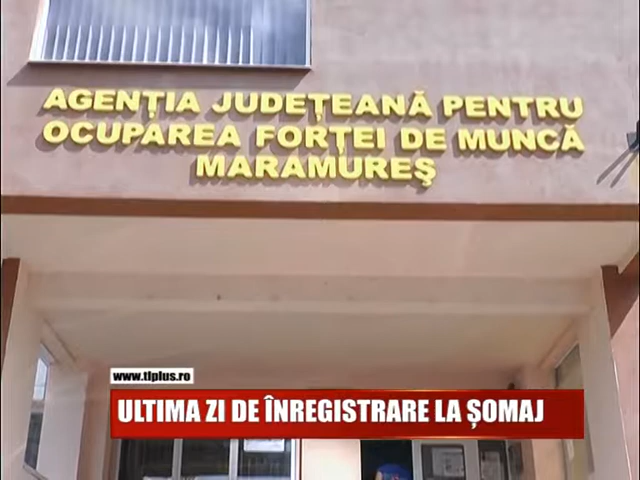 AGENȚIA JUDEȚEANĂ PENTRU
OCUPAREA FORȚEI DE MUNCĂ
MARAMUREȘ
www.tlplus.ro
ULTIMA ZI DE ÎNREGISTRARE LA ȘOMAJ